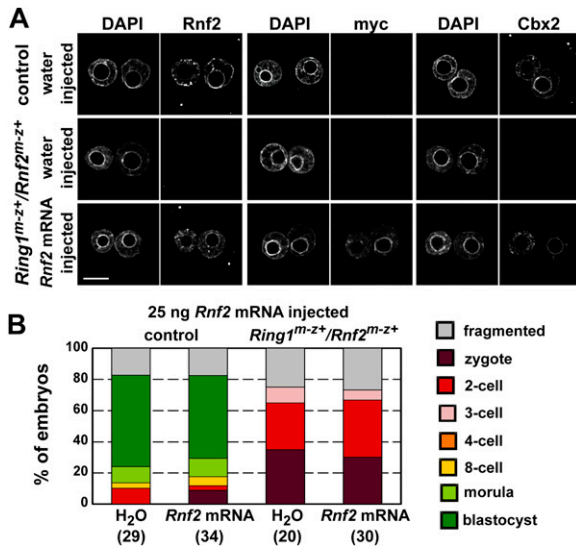 A
DAPI Rnf2 DAPI myc DAPI Cbx2
control
water
injected
Ring1ᵐ⁻ᶻ⁺/Rnf2ᵐ⁻ᶻ⁺
water
injected
Rnf2 mRNA
injected
B
25 ng Rnf2 mRNA injected
control Ring1ᵐ⁻ᶻ⁺/Rnf2ᵐ⁻ᶻ⁺
% of embryos
100
80
60
40
20
0
H₂O Rnf2 mRNA H₂O Rnf2 mRNA
(29) (34) (20) (30)
fragmented
zygote
2-cell
3-cell
4-cell
8-cell
morula
blastocyst